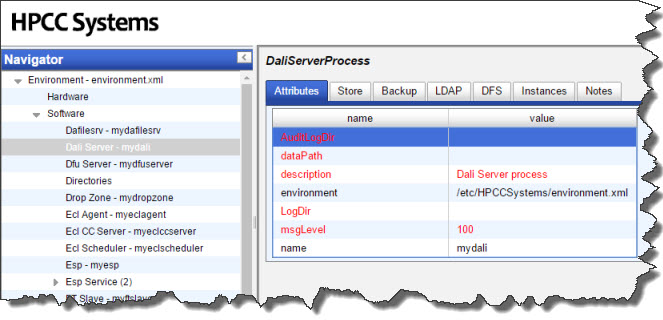 HPCC Systems
Navigator
Environment - environment.xml
Hardware
Software
Dafilesrv - mydafilesrv
Dali Server - mydali
Dfu Server - mydfuserver
Directories
Drop Zone - mydropzone
Ecl Agent - myeclagent
Ecl CC Server - myeclccserver
Ecl Scheduler - myeclscheduler
Esp - myesp
Esp Service (2)
DaliServerProcess
Attributes Store Backup LDAP DFS Instances Notes
name value
AuditLogDir
dataPath
description Dali Server process
environment /etc/HPCCSystems/environment.xml
LogDir
msgLevel 100
name mydali